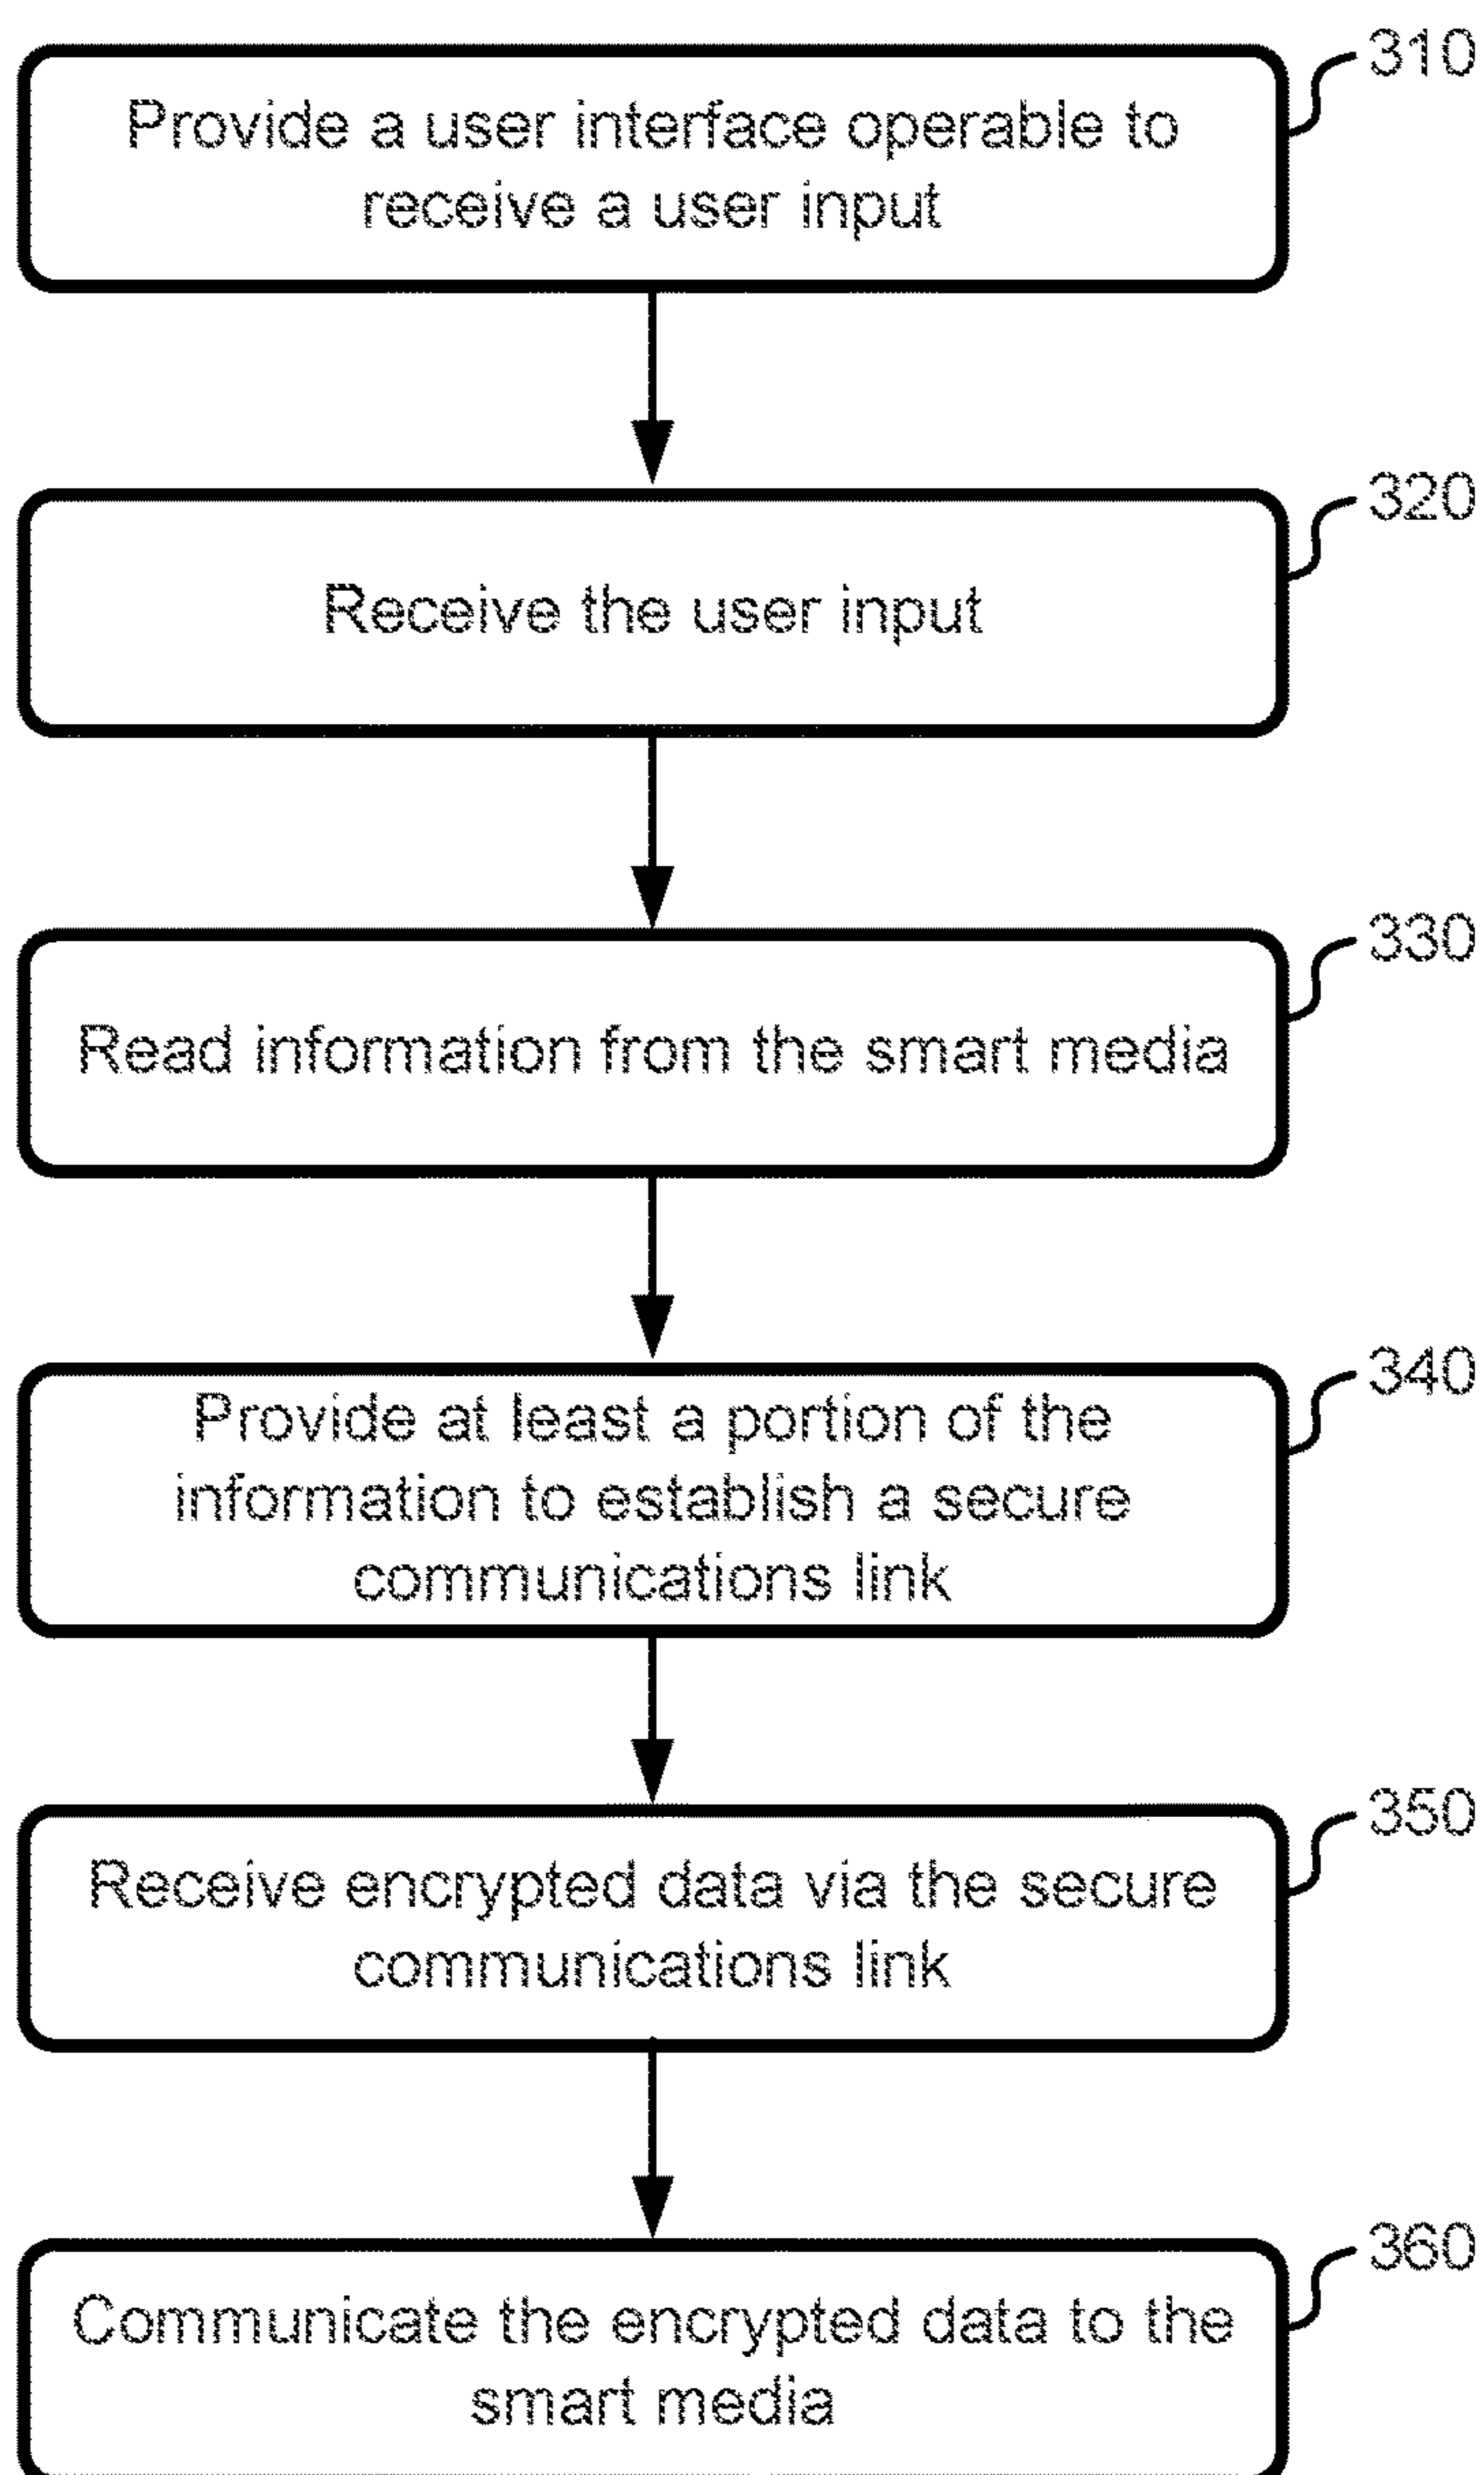 310
Provide a user interface operable to
receive a user input
320
Receive the user input
330
Read information from the smart media
340
Provide at least a portion of the
information to establish a secure
communications link
350
Receive encrypted data via the secure
communications link
360
Communicate the encrypted data to the
smart media